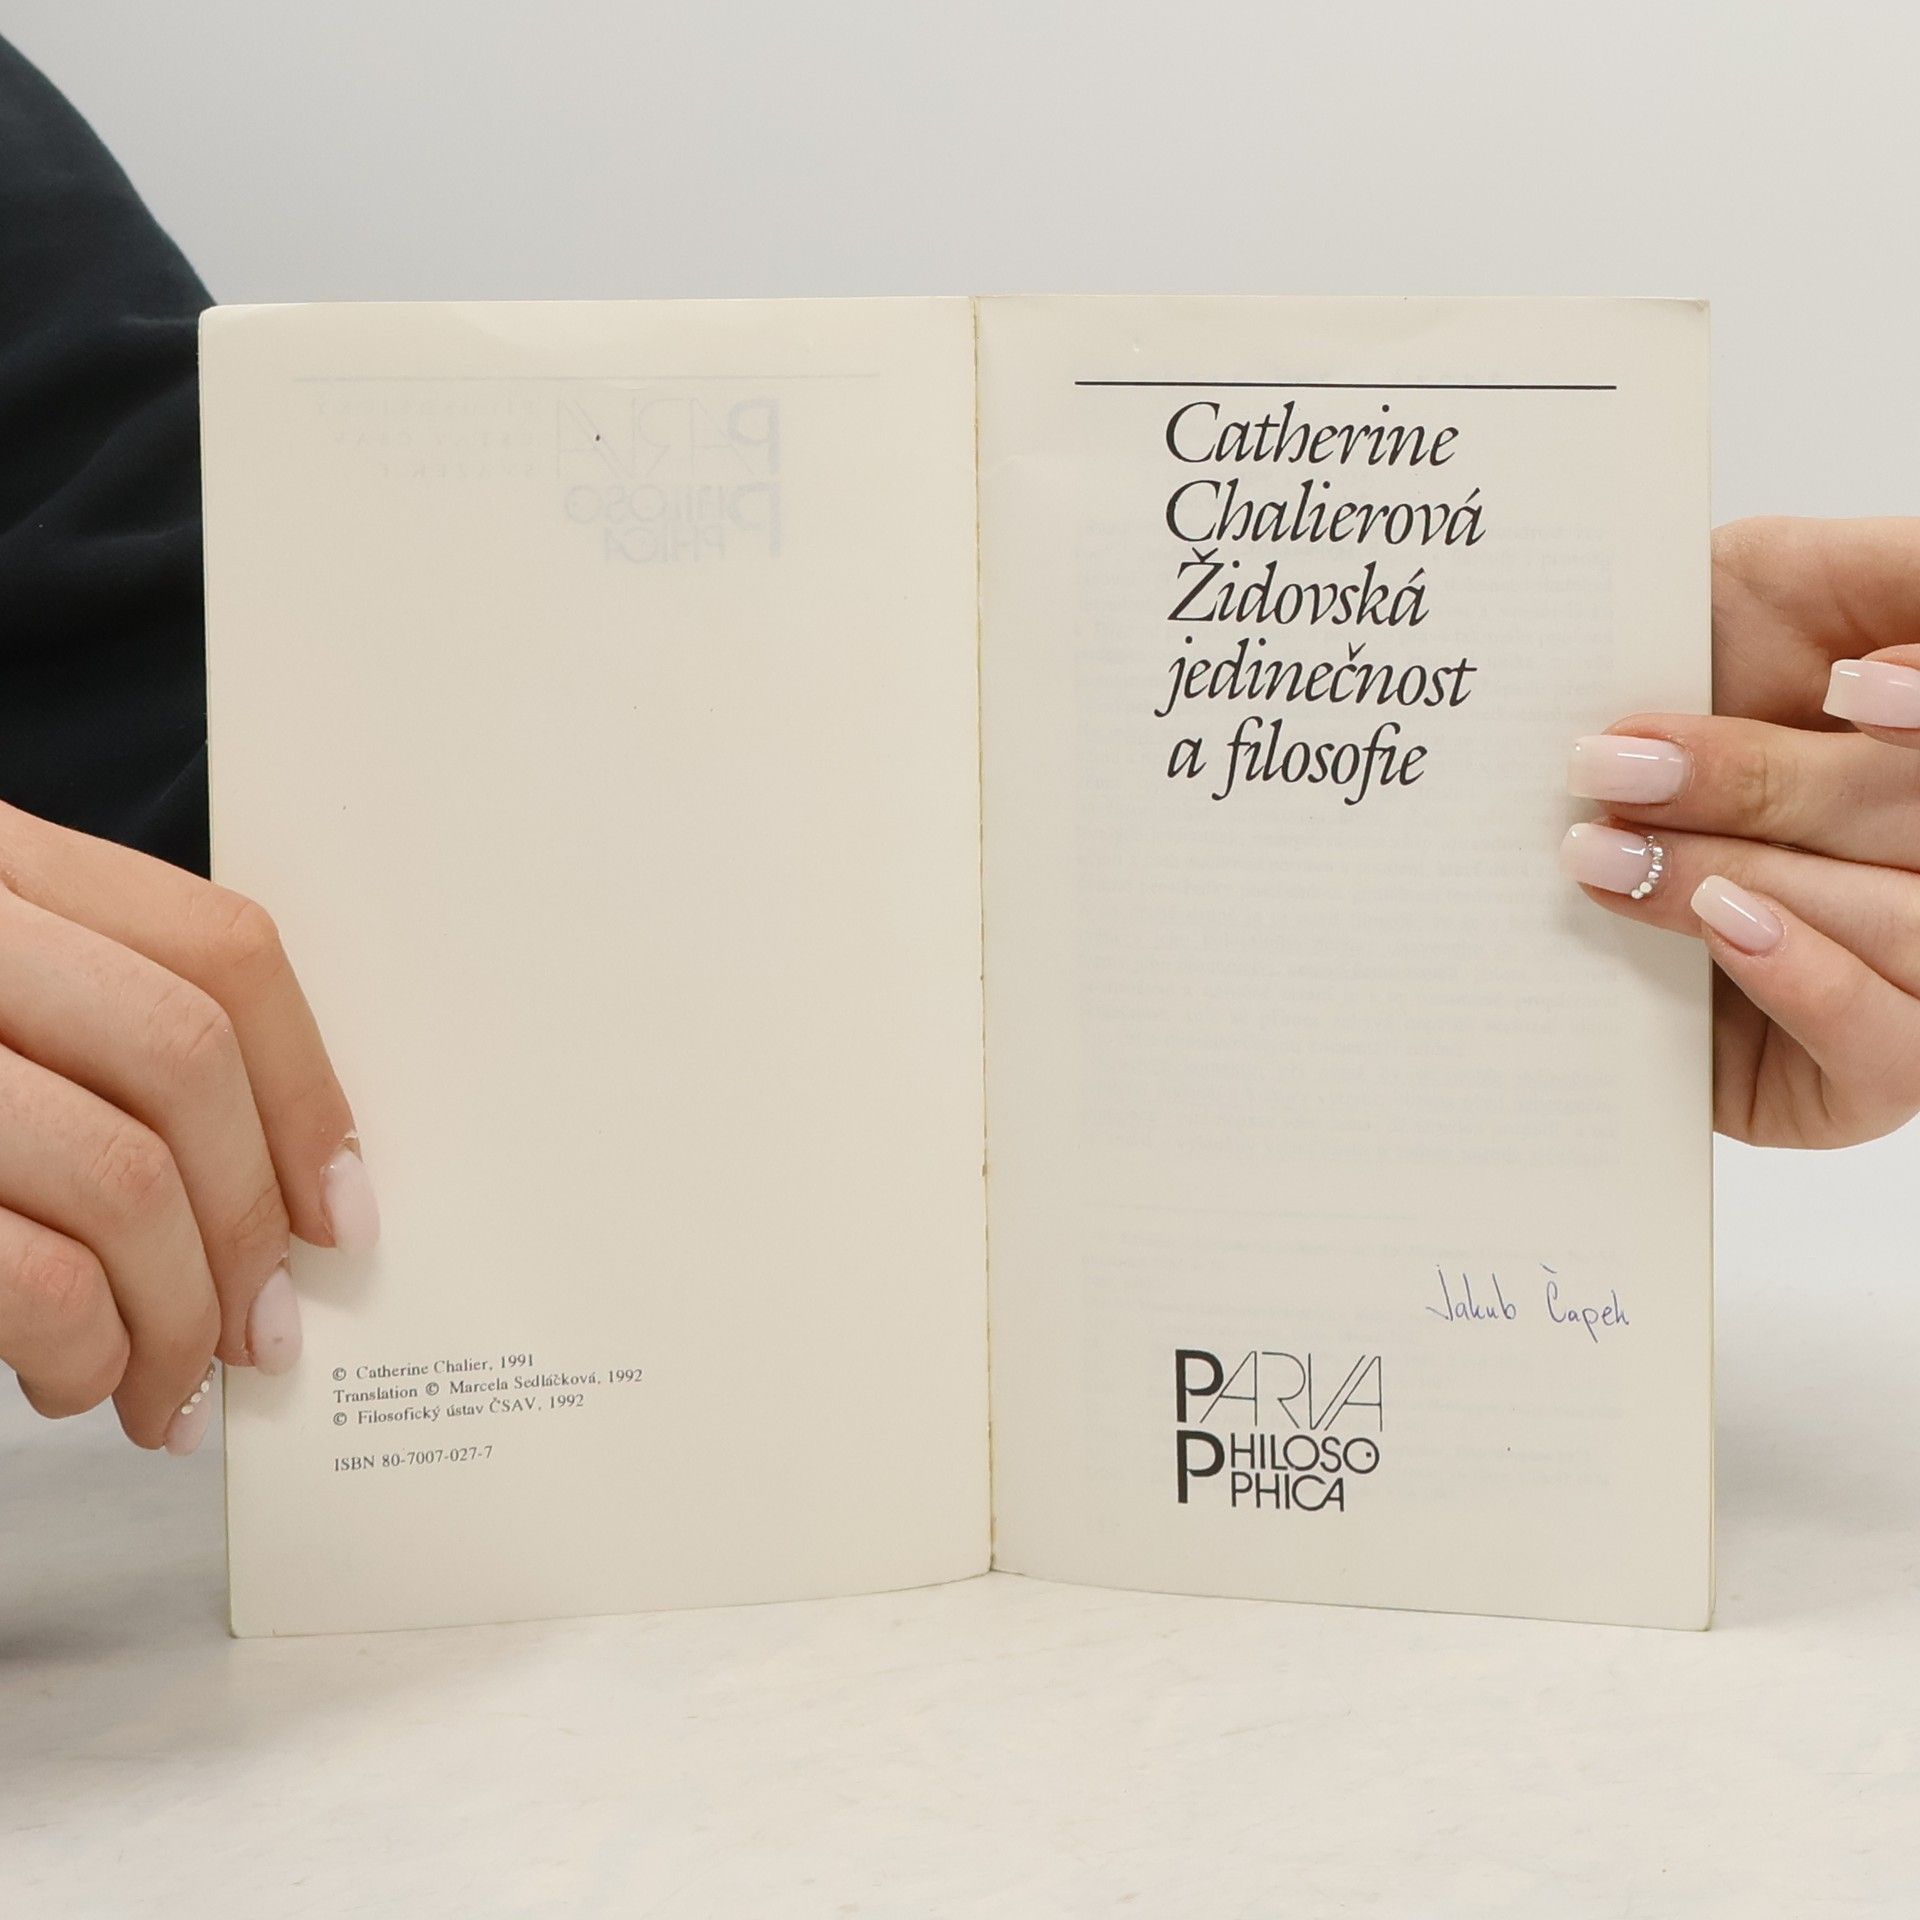 © Catherine Chalier, 1991
Translation © Marcela Sedláčková, 1992
© Filosofický ústav ČSAV, 1992
ISBN 80-7007-027-7
Catherine
Chalierová
Židovská
jedinečnost
a filosofie
Jakub Čapek
PARVA
PHILOSO
PHICA